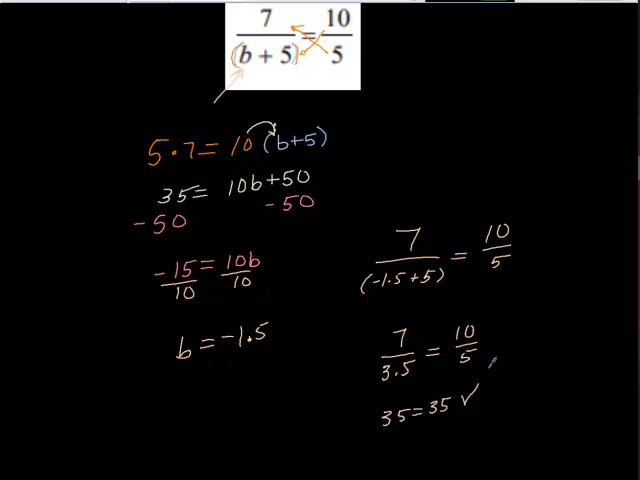 7/(b + 5) = 10/5
5·7 = 10(b+5)
35 = 10b+50
-50 -50
-15/10 = 10b/10
b = -1.5
7/(-1.5+5) = 10/5
7/3.5 = 10/5
35 = 35 ✓